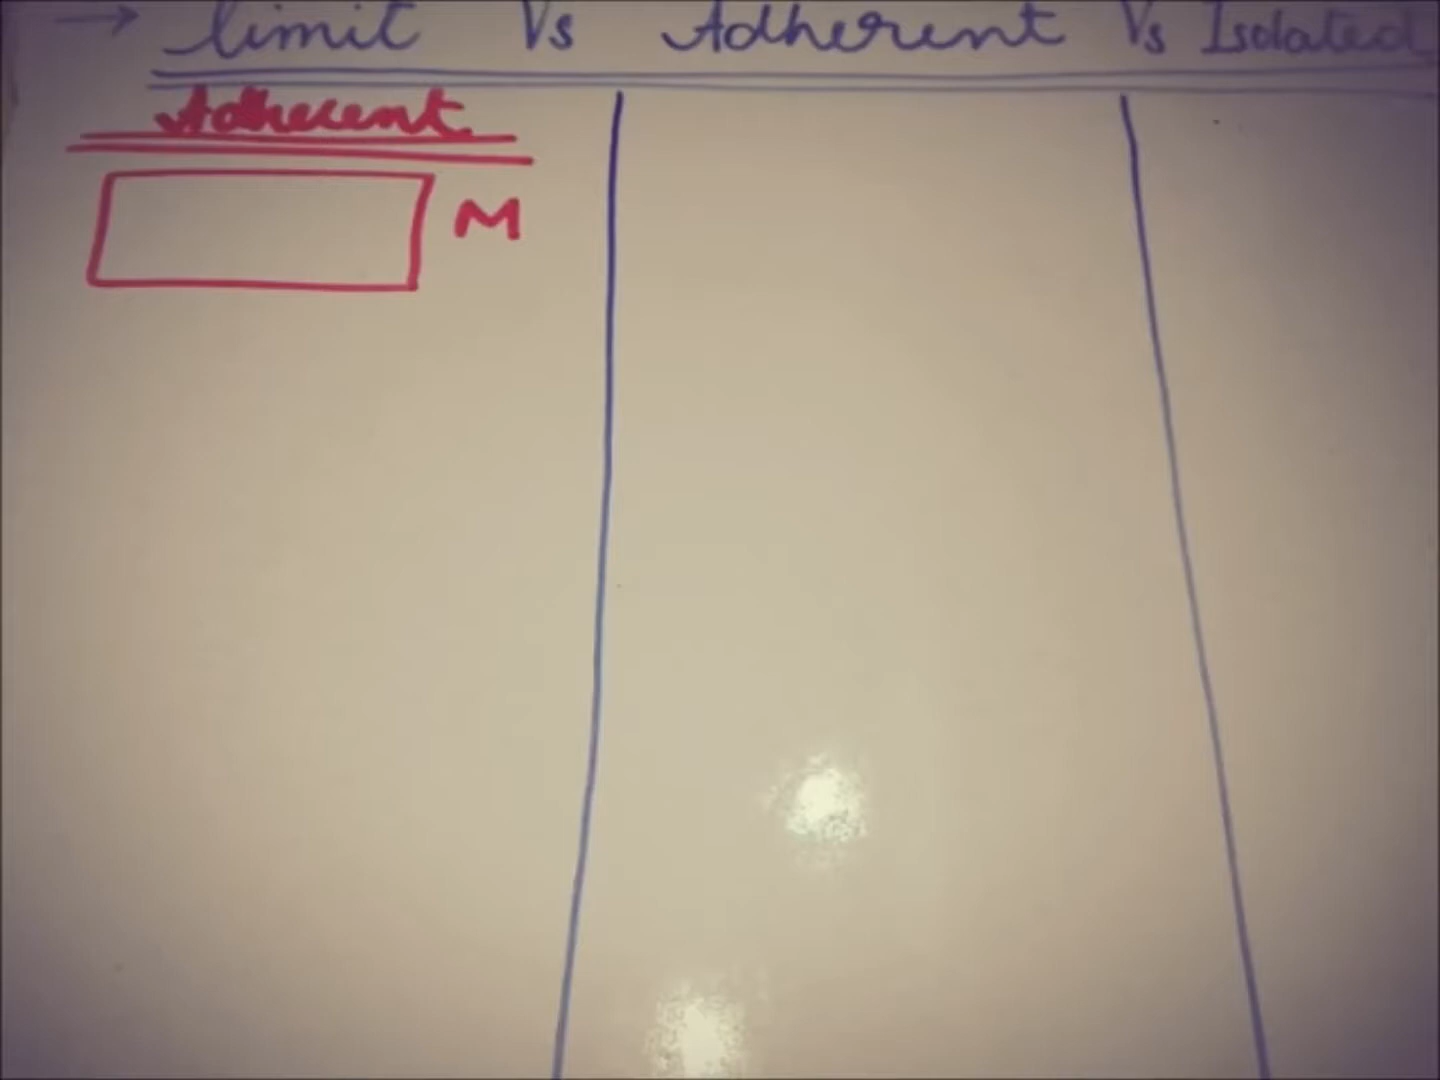 → limit Vs Adherent Vs Isolated
Adherent
M